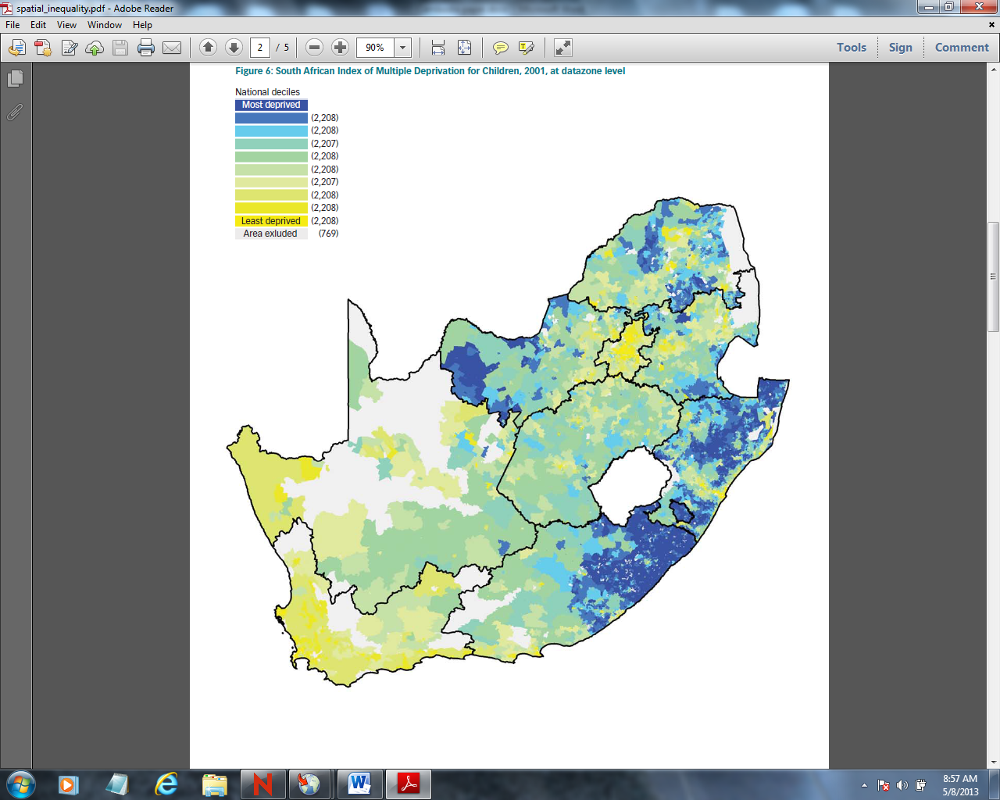 spatial_inequality.pdf - Adobe Reader
File Edit View Window Help
2 / 5 90% Tools Sign Comment
Figure 6: South African Index of Multiple Deprivation for Children, 2001, at datazone level
National deciles
Most deprived
(2,208)
(2,208)
(2,207)
(2,208)
(2,208)
(2,207)
(2,208)
(2,208)
Least deprived (2,208)
Area exluded (769)
8:57 AM
5/8/2013